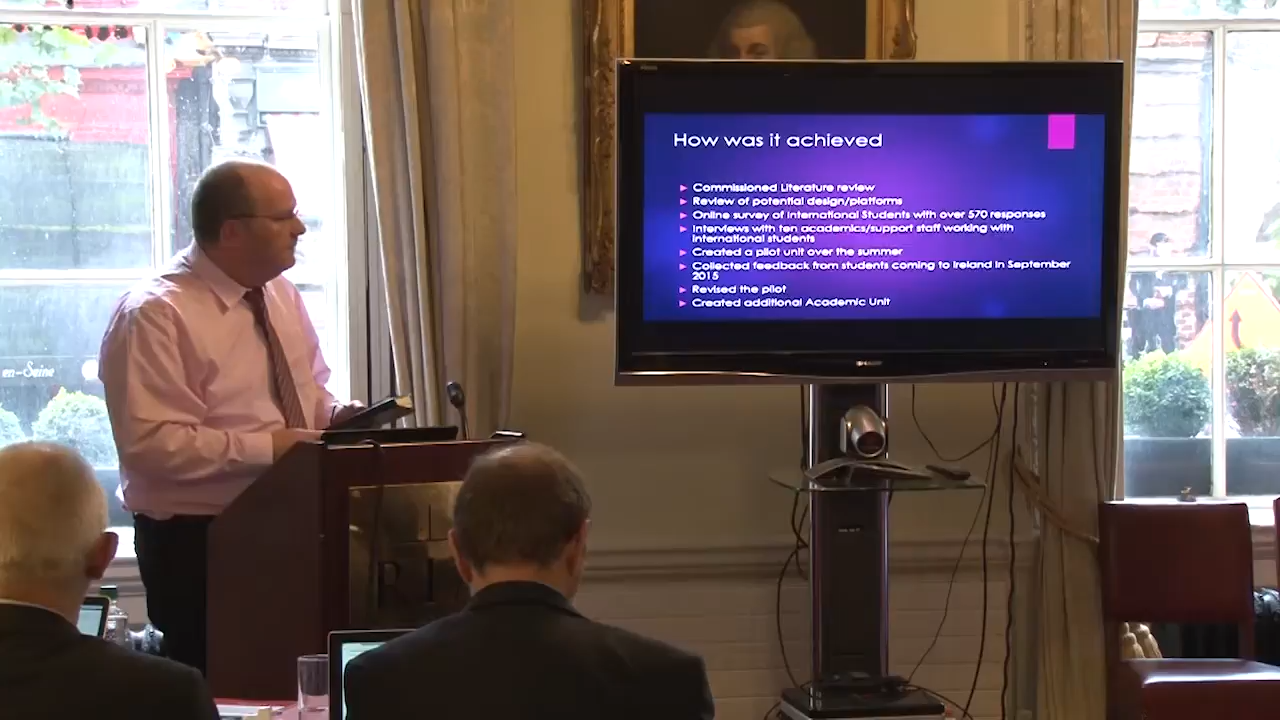 How was it achieved
Commissioned Literature review
Review of potential design/platforms
Online survey of International Students with over 570 responses
Interviews with ten academics/support staff working with
international students
Created a pilot unit over the summer
Collected feedback from students coming to Ireland in September
2015
Revised the pilot
Created additional Academic Unit
en-Seine